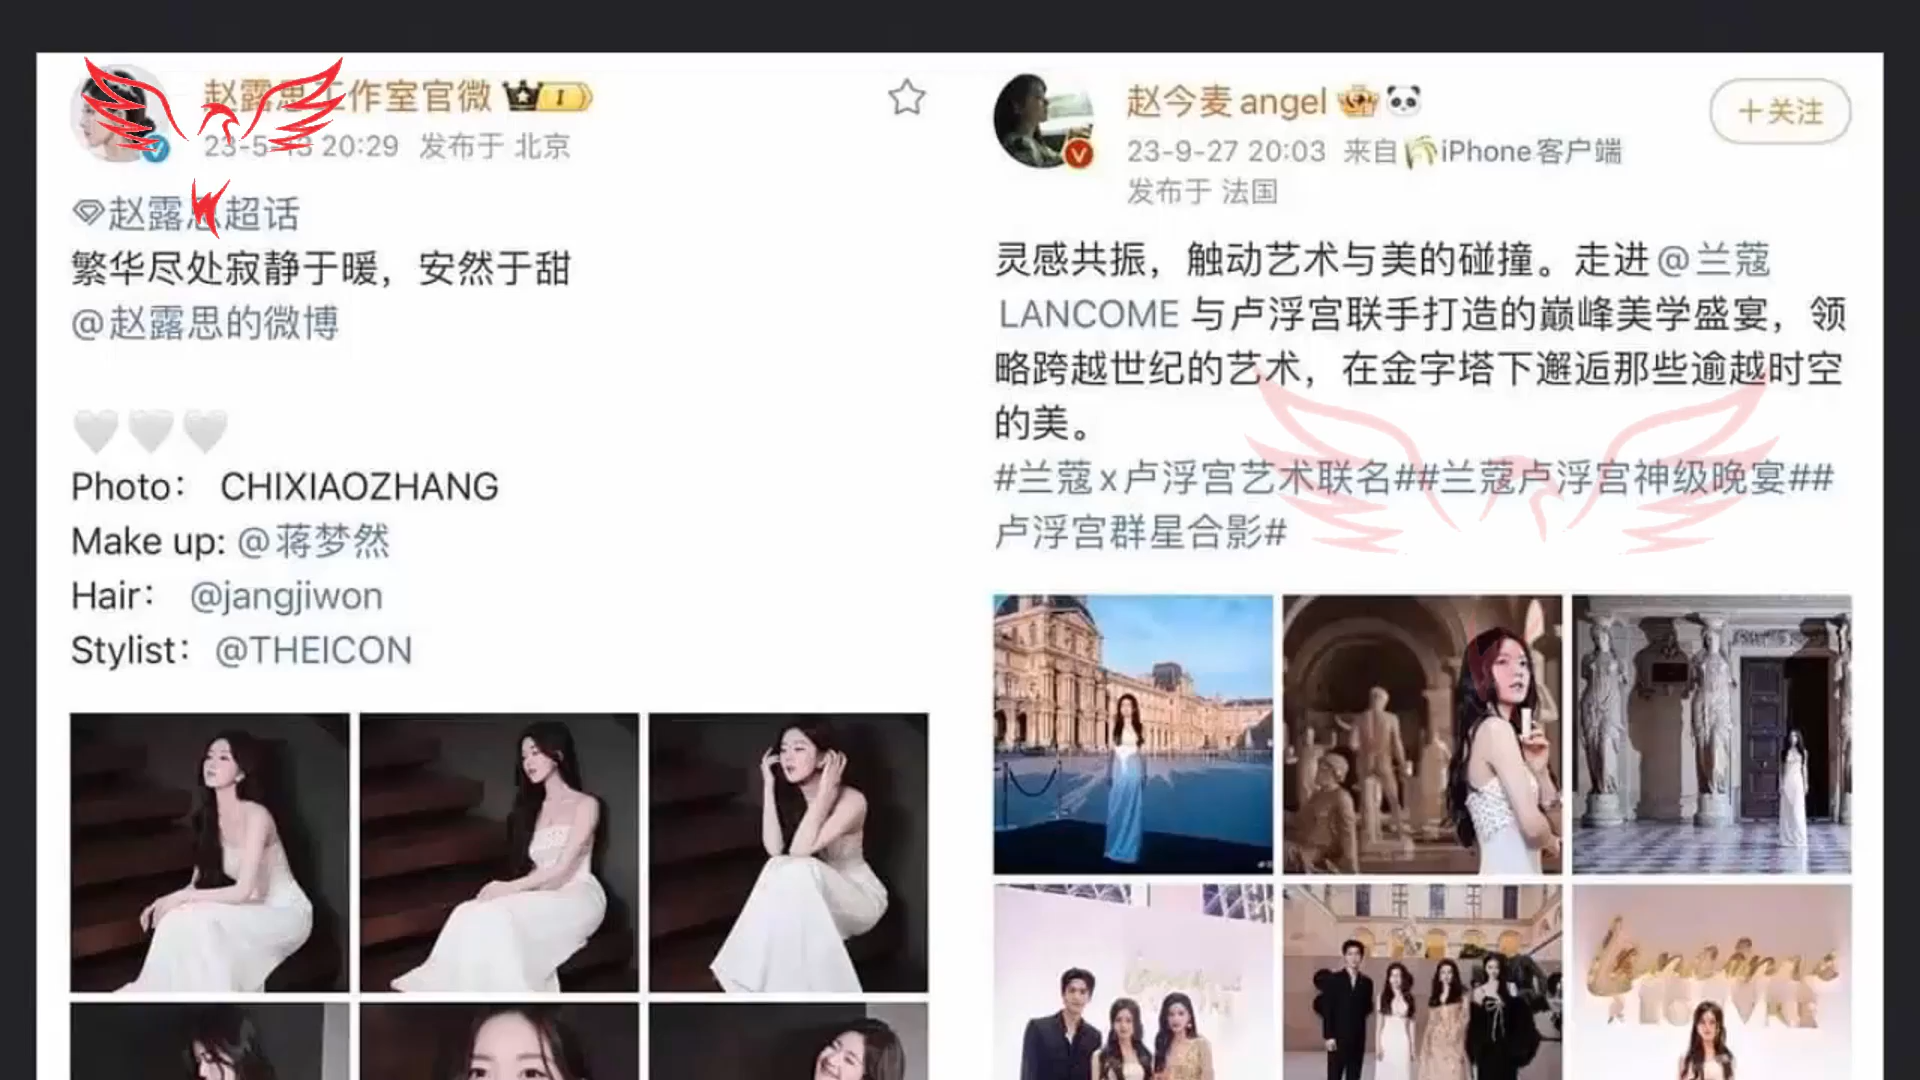 赵露思工作室官微
I
23-5-13 20:29 发布于 北京
赵露思超话
繁华尽处寂静于暖，安然于甜
@赵露思的微博
Photo： CHIXIAOZHANG
Make up: @蒋梦然
Hair： @jangjiwon
Stylist： @THEICON
赵今麦angel
+关注
23-9-27 20:03 来自 iPhone客户端
发布于 法国
灵感共振，触动艺术与美的碰撞。走进@兰蔻
LANCOME 与卢浮宫联手打造的巅峰美学盛宴，领
略跨越世纪的艺术，在金字塔下邂逅那些逾越时空
的美。
#兰蔻x卢浮宫艺术联名##兰蔻卢浮宫神级晚宴##
卢浮宫群星合影#
Lancôme